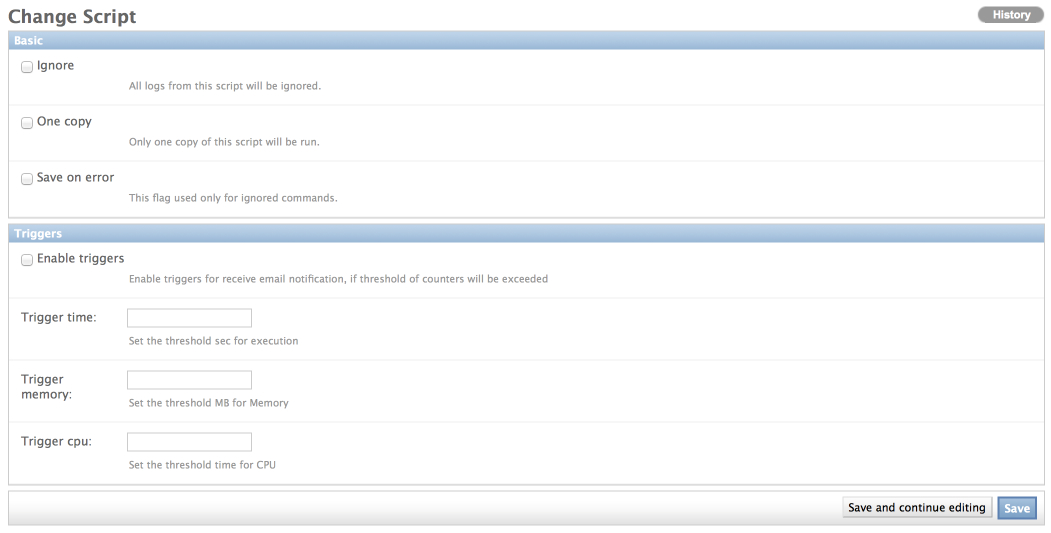 Change Script
History
Basic
Ignore
All logs from this script will be ignored.
One copy
Only one copy of this script will be run.
Save on error
This flag used only for ignored commands.
Triggers
Enable triggers
Enable triggers for receive email notification, if threshold of counters will be exceeded
Trigger time:
Set the threshold sec for execution
Trigger
memory:
Set the threshold MB for Memory
Trigger cpu:
Set the threshold time for CPU
Save and continue editing
Save